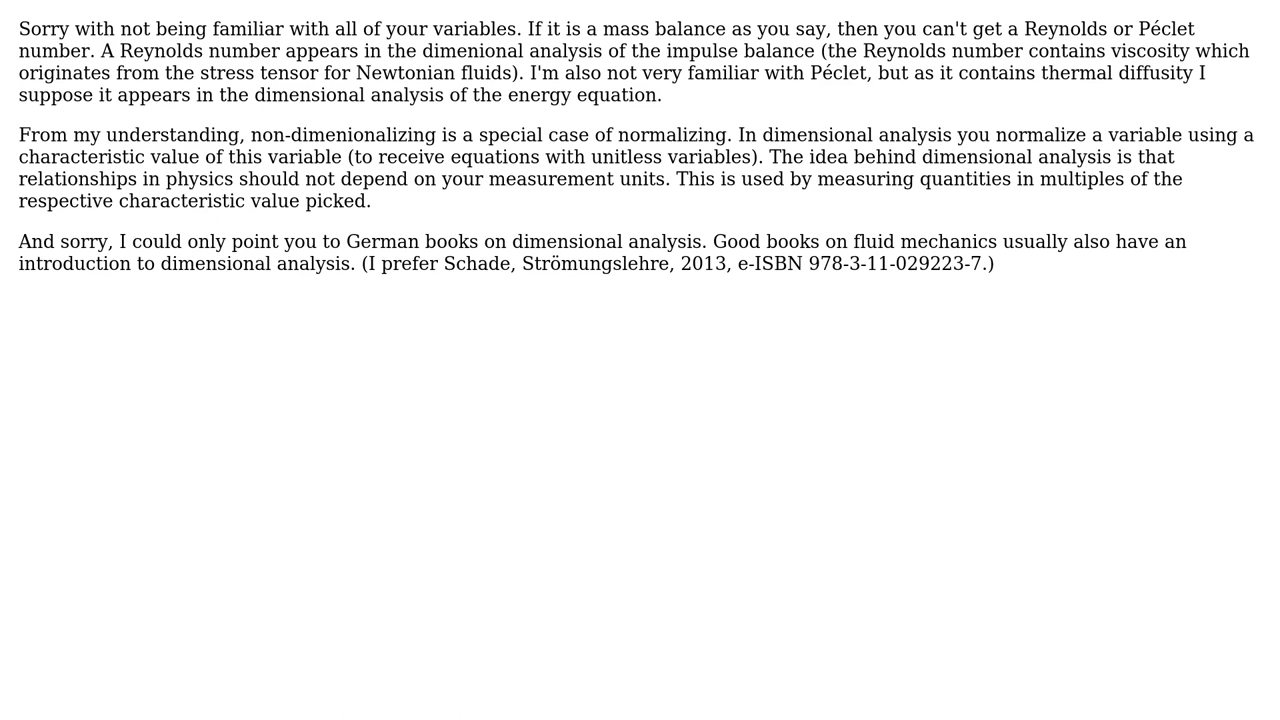 Sorry with not being familiar with all of your variables. If it is a mass balance as you say, then you can't get a Reynolds or Péclet
number. A Reynolds number appears in the dimenional analysis of the impulse balance (the Reynolds number contains viscosity which
originates from the stress tensor for Newtonian fluids). I'm also not very familiar with Péclet, but as it contains thermal diffusity I
suppose it appears in the dimensional analysis of the energy equation.
From my understanding, non-dimenionalizing is a special case of normalizing. In dimensional analysis you normalize a variable using a
characteristic value of this variable (to receive equations with unitless variables). The idea behind dimensional analysis is that
relationships in physics should not depend on your measurement units. This is used by measuring quantities in multiples of the
respective characteristic value picked.
And sorry, I could only point you to German books on dimensional analysis. Good books on fluid mechanics usually also have an
introduction to dimensional analysis. (I prefer Schade, Strömungslehre, 2013, e-ISBN 978-3-11-029223-7.)